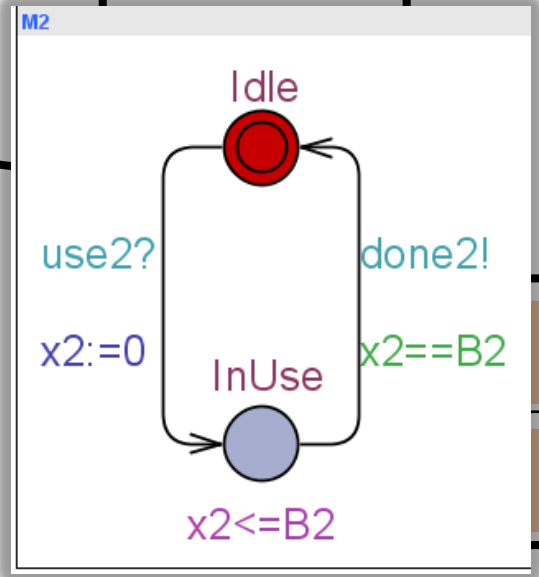 M2
Idle
use2?
done2!
x2:=0
x2==B2
InUse
x2<=B2